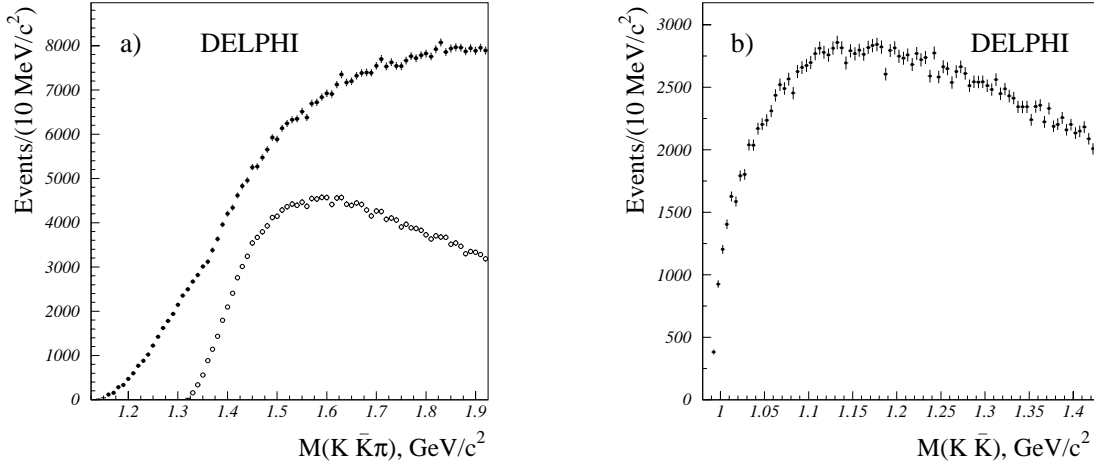 a) DELPHI
Events/(10 MeV/c²)
8000
7000
6000
5000
4000
3000
2000
1000
0
1.2 1.3 1.4 1.5 1.6 1.7 1.8 1.9
M(K K̄π), GeV/c²
b) DELPHI
Events/(10 MeV/c²)
3000
2500
2000
1500
1000
500
0
1 1.05 1.1 1.15 1.2 1.25 1.3 1.35 1.4
M(K K̄), GeV/c²